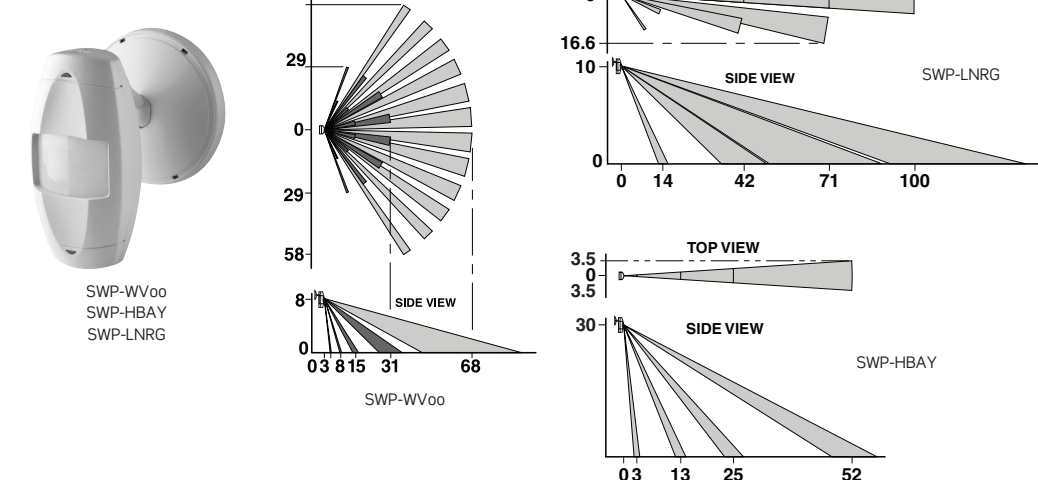 SWP-WV00
SWP-HBAY
SWP-LNRG
29
0
29
58
8
0
SIDE VIEW
0 3 8 15 31 68
SWP-WV00
16.6
10
SIDE VIEW
SWP-LNRG
0
0 14 42 71 100
TOP VIEW
3.5
0
3.5
30
SIDE VIEW
SWP-HBAY
0 3 13 25 52